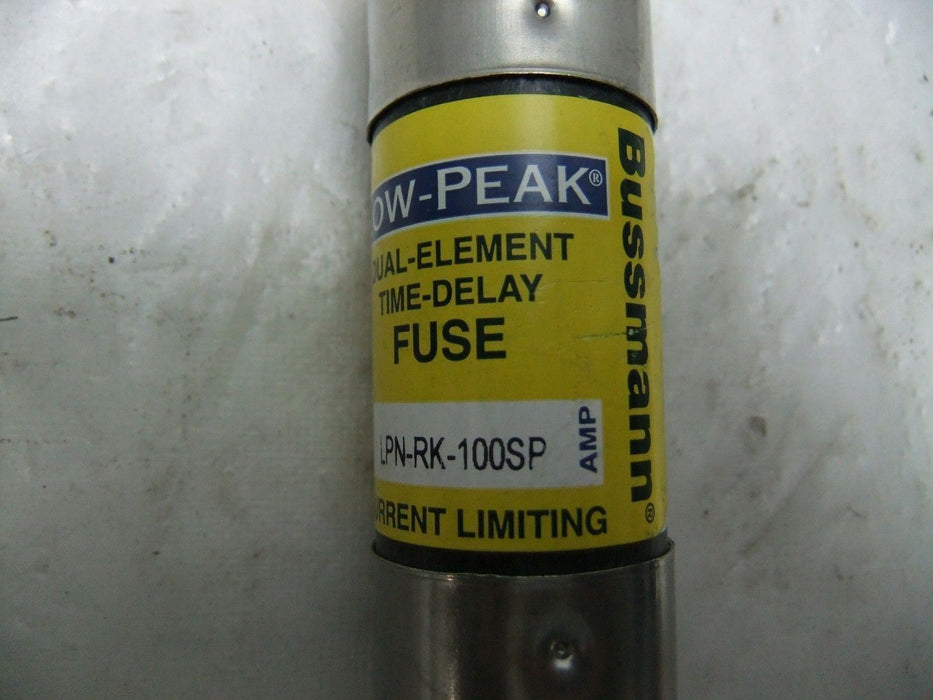 OW-PEAK®
DUAL-ELEMENT
TIME-DELAY
FUSE
LPN-RK-100SP
AMP
RRENT LIMITING
Bussmann®